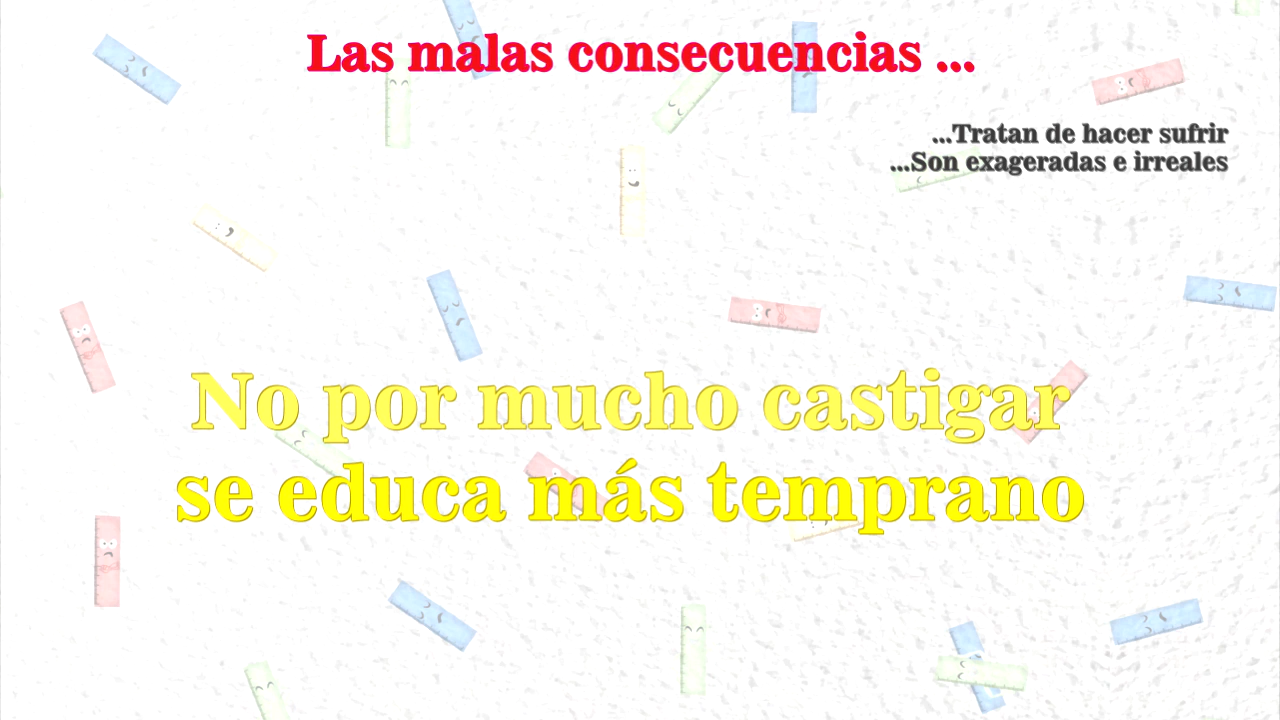 Las malas consecuencias ...
...Tratan de hacer sufrir
...Son exageradas e irreales
No por mucho castigar
se educa más temprano